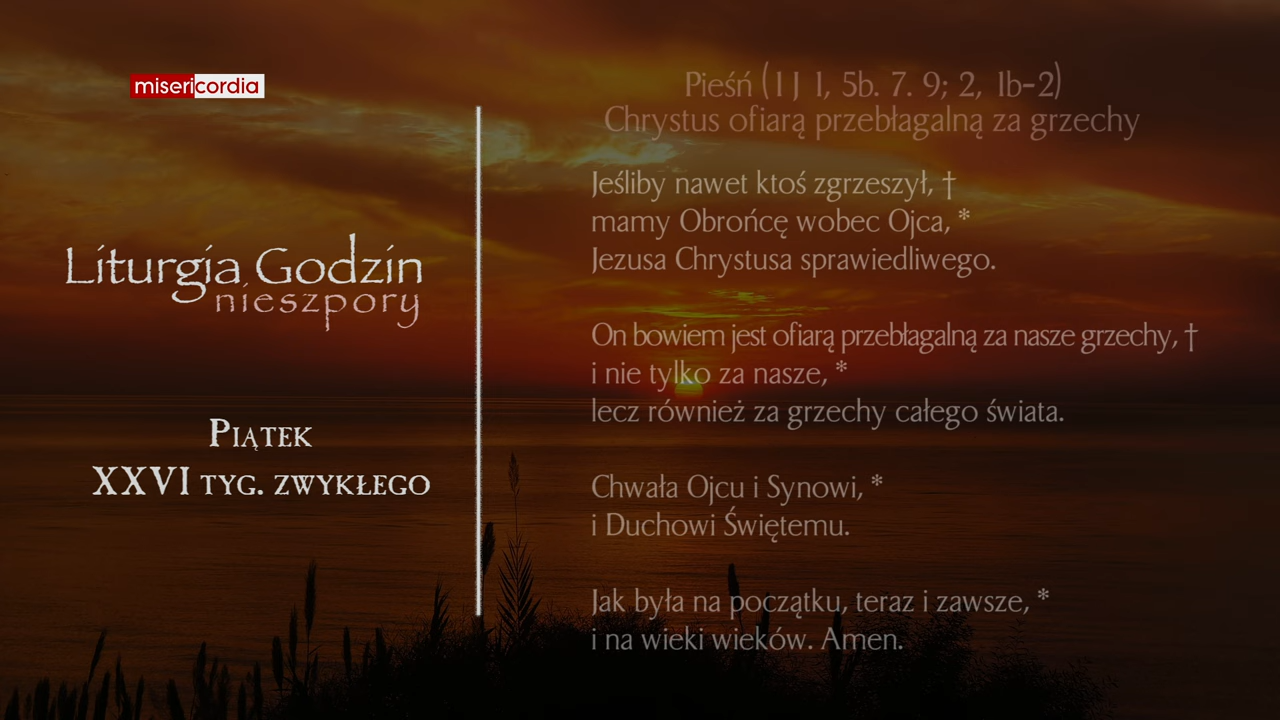 misericordia
Liturgia Godzin
nieszpory
Piątek
XXVI tyg. zwykłego
Pieśń (1 J 1, 5b. 7. 9; 2, 1b-2)
Chrystus ofiarą przebłagalną za grzechy
Jeśliby nawet ktoś zgrzeszył, †
mamy Obrońcę wobec Ojca, *
Jezusa Chrystusa sprawiedliwego.
On bowiem jest ofiarą przebłagalną za nasze grzechy, †
i nie tylko za nasze, *
lecz również za grzechy całego świata.
Chwała Ojcu i Synowi, *
i Duchowi Świętemu.
Jak była na początku, teraz i zawsze, *
i na wieki wieków. Amen.